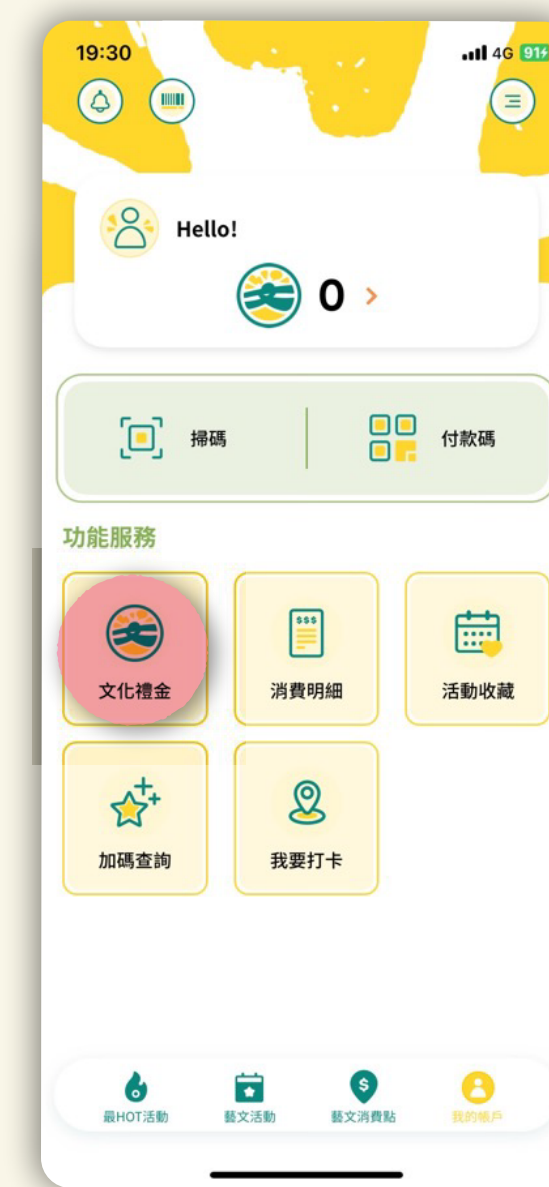 19:30
4G 91
Hello!
0
掃碼
付款碼
功能服務
$$$
文化禮金
消費明細
活動收藏
加碼查詢
我要打卡
$
最HOT活動
藝文活動
藝文消費點
我的帳戶